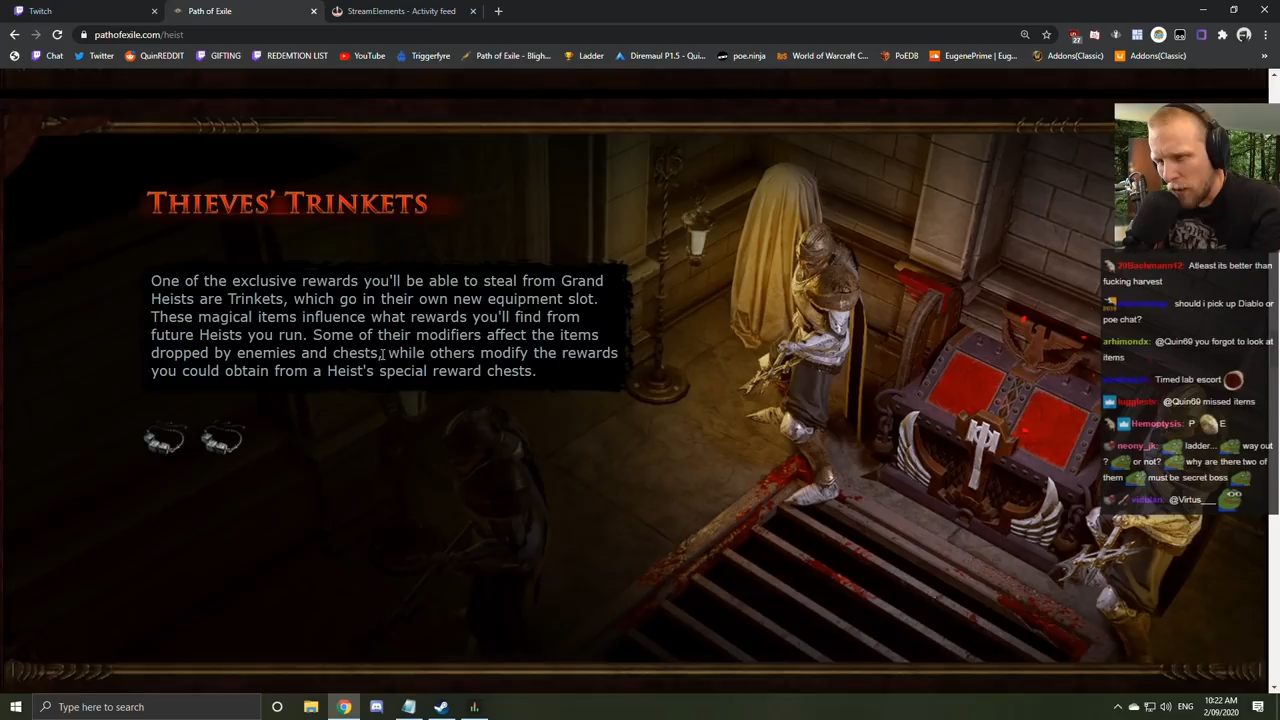 Twitch
Path of Exile
StreamElements - Activity feed
pathofexile.com/heist
27
Chat
Twitter
QuinREDDIT
GIFTING
REDEMTION LIST
YouTube
Triggerfyre
Path of Exile - Bligh...
Ladder
Diremaul P1.5 - Qui...
poe.ninja
World of Warcraft C...
PoEDB
EugenePrime | Eug...
Addons(Classic)
Addons(Classic)
THIEVES' TRINKETS
One of the exclusive rewards you'll be able to steal from Grand
Heists are Trinkets, which go in their own new equipment slot.
These magical items influence what rewards you'll find from
future Heists you run. Some of their modifiers affect the items
dropped by enemies and chests, while others modify the rewards
you could obtain from a Heist's special reward chests.
20Bachmann12: Atleast its better than
fucking harvest
should i pick up Diablo or
poe chat?
arhimondx: @Quin69 you forgot to look at
items
Timed lab escort
@Quin69 missed items
Hemoptysis: P E
neony_jk: ladder... way out
? or not? why are there two of
them must be secret boss
@Virtus___
Type here to search
ENG
10:22 AM
2/09/2020